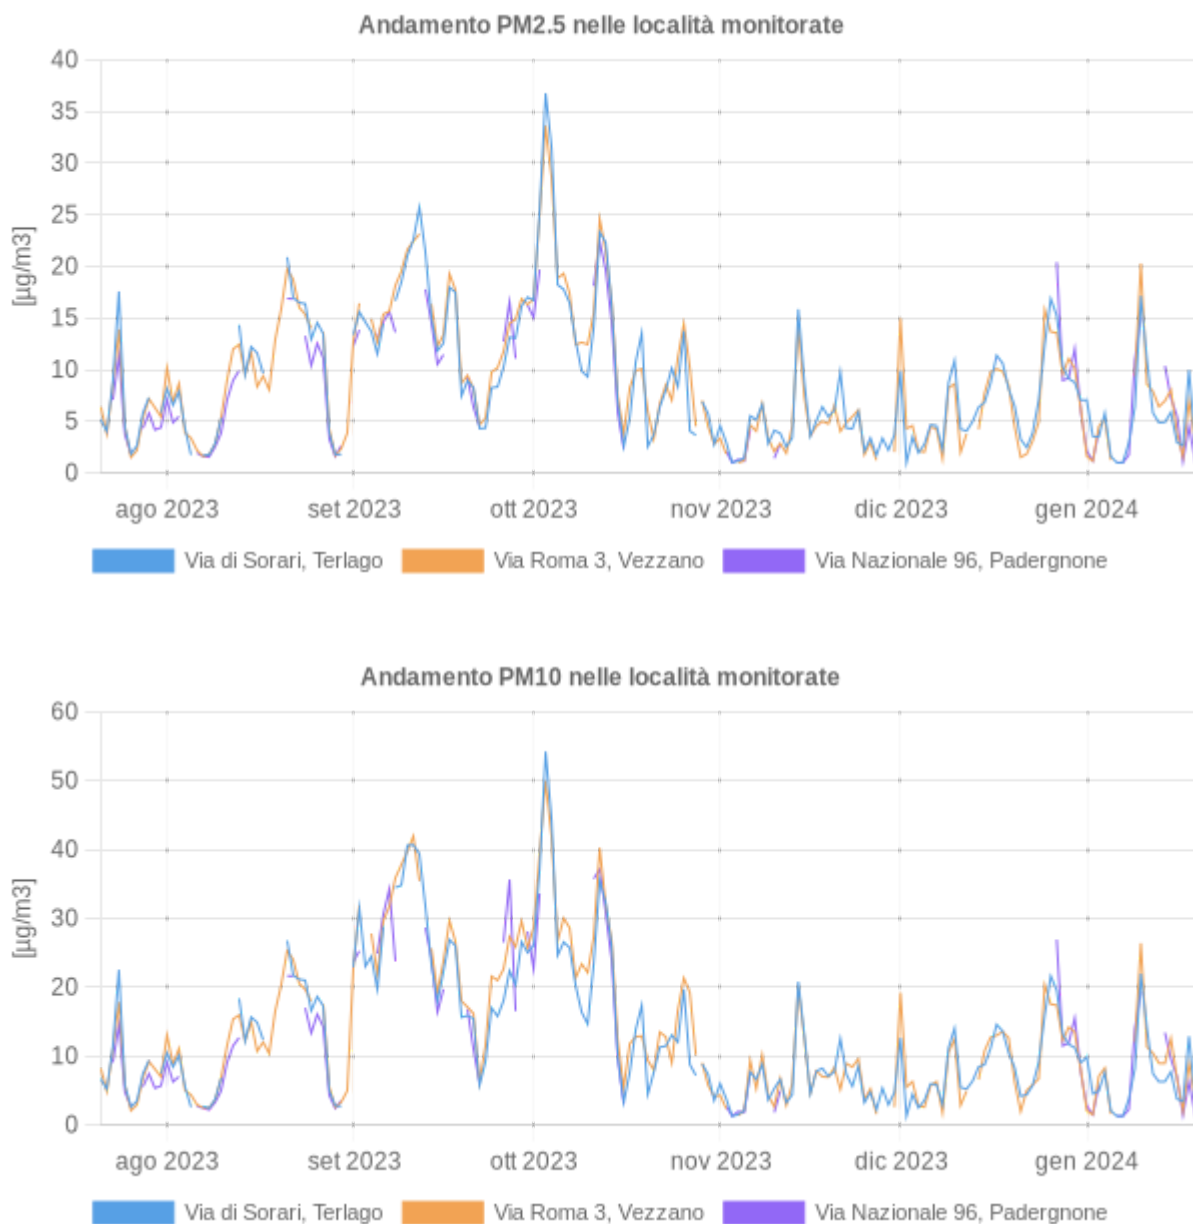 Andamento PM2.5 nelle località monitorate
40
35
30
25
20
15
10
5
0
[µg/m3]
ago 2023 set 2023 ott 2023 nov 2023 dic 2023 gen 2024
Via di Sorari, Terlago Via Roma 3, Vezzano Via Nazionale 96, Padergnone
Andamento PM10 nelle località monitorate
60
50
40
30
20
10
0
[µg/m3]
ago 2023 set 2023 ott 2023 nov 2023 dic 2023 gen 2024
Via di Sorari, Terlago Via Roma 3, Vezzano Via Nazionale 96, Padergnone